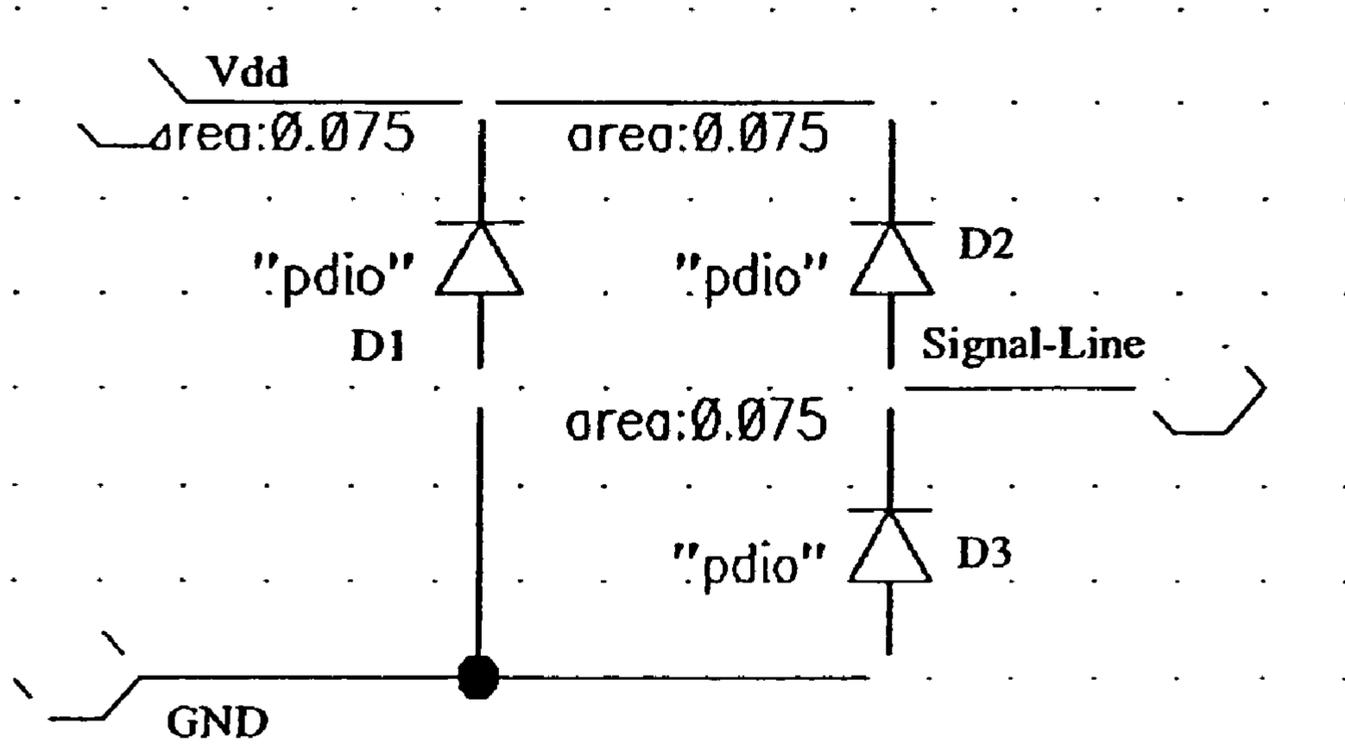 Vdd
area:0.075 area:0.075
D2
"pdio" "pdio"
D1 Signal-Line
area:0.075
"pdio" D3
GND